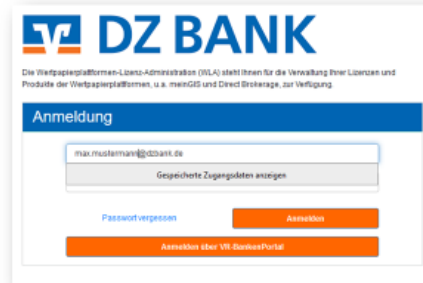 DZ BANK
Die Wertpapierplattformen-Lizenz-Administration (WLA) steht Ihnen für die Verwaltung Ihrer Lizenzen und
Produkte der Wertpapierplattformen, u.a. meinGIS und Direct Brokerage, zur Verfügung.
Anmeldung
max.mustermann@dzbank.de
Gespeicherte Zugangsdaten anzeigen
Passwort vergessen
Anmelden
Anmelden über VR-BankenPortal